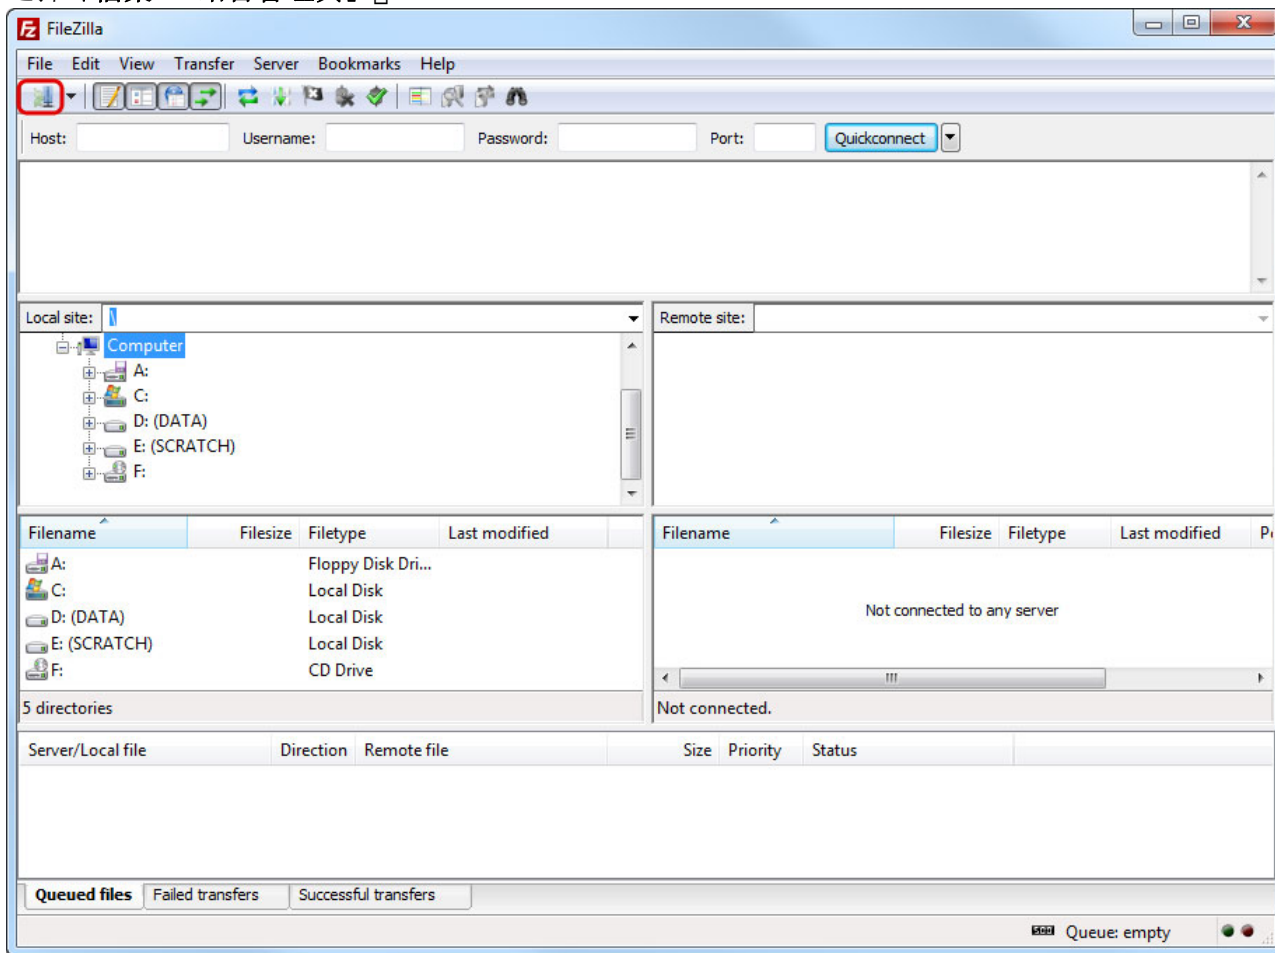 FileZilla
File Edit View Transfer Server Bookmarks Help
Host: Username: Password: Port: Quickconnect
Local site: \ Remote site:
Computer
A:
C:
D: (DATA)
E: (SCRATCH)
F:
Filename Filesize Filetype Last modified Filename Filesize Filetype Last modified
A: Floppy Disk Dri...
C: Local Disk
D: (DATA) Local Disk
E: (SCRATCH) Local Disk
F: CD Drive
Not connected to any server
5 directories Not connected.
Server/Local file Direction Remote file Size Priority Status
Queued files Failed transfers Successful transfers
Queue: empty